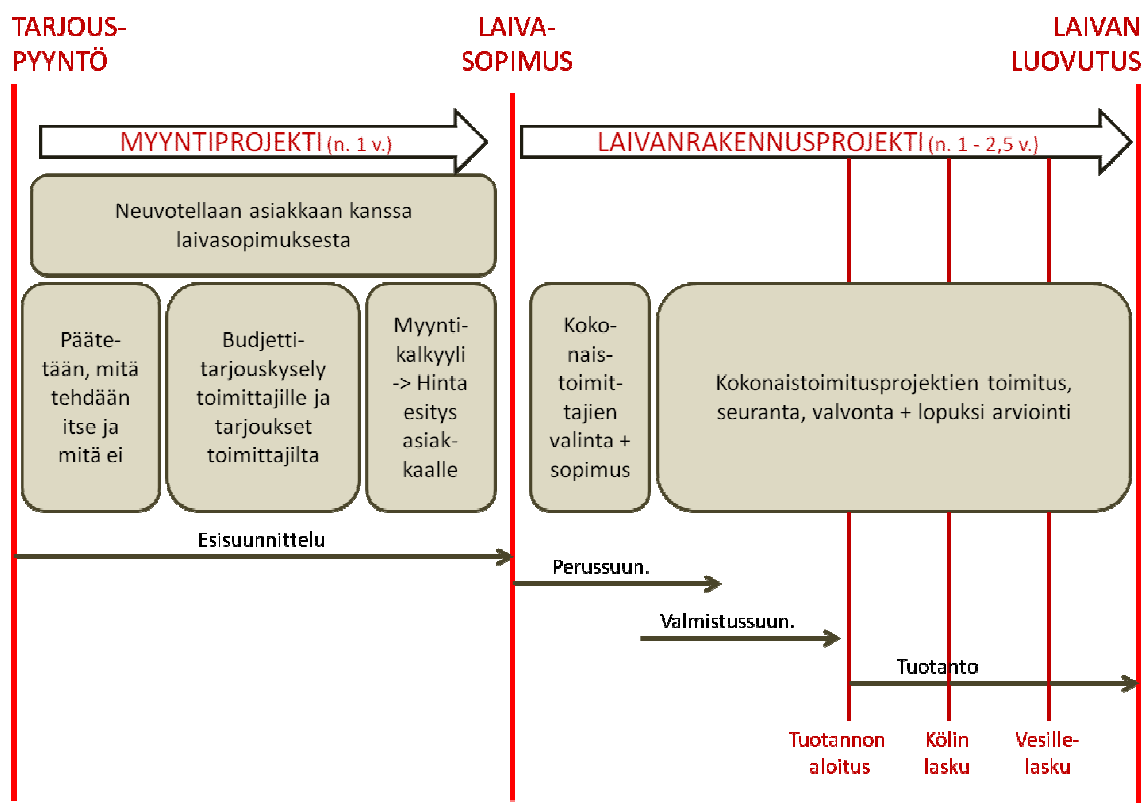 TARJOUS-
PYYNTÖ
LAIVA-
SOPIMUS
LAIVAN
LUOVUTUS
MYYNTIPROJEKTI (n. 1 v.)
LAIVANRAKENNUSPROJEKTI (n. 1 - 2,5 v.)
Neuvotellaan asiakkaan kanssa
laivasopimuksesta
Pääte-
tään, mitä
tehdään
itse ja
mitä ei
Budjetti-
tarjouskysely
toimittajille ja
tarjoukset
toimittajilta
Myynti-
kalkyyli
-> Hinta
esitys
asiak-
kaalle
Koko-
nais-
toimit-
tajien
valinta +
sopimus
Kokonaistoimitusprojektien toimitus,
seuranta, valvonta + lopuksi arviointi
Esisuunnittelu
Perussuun.
Valmistussuun.
Tuotanto
Tuotannon
aloitus
Kölin
lasku
Vesille-
lasku